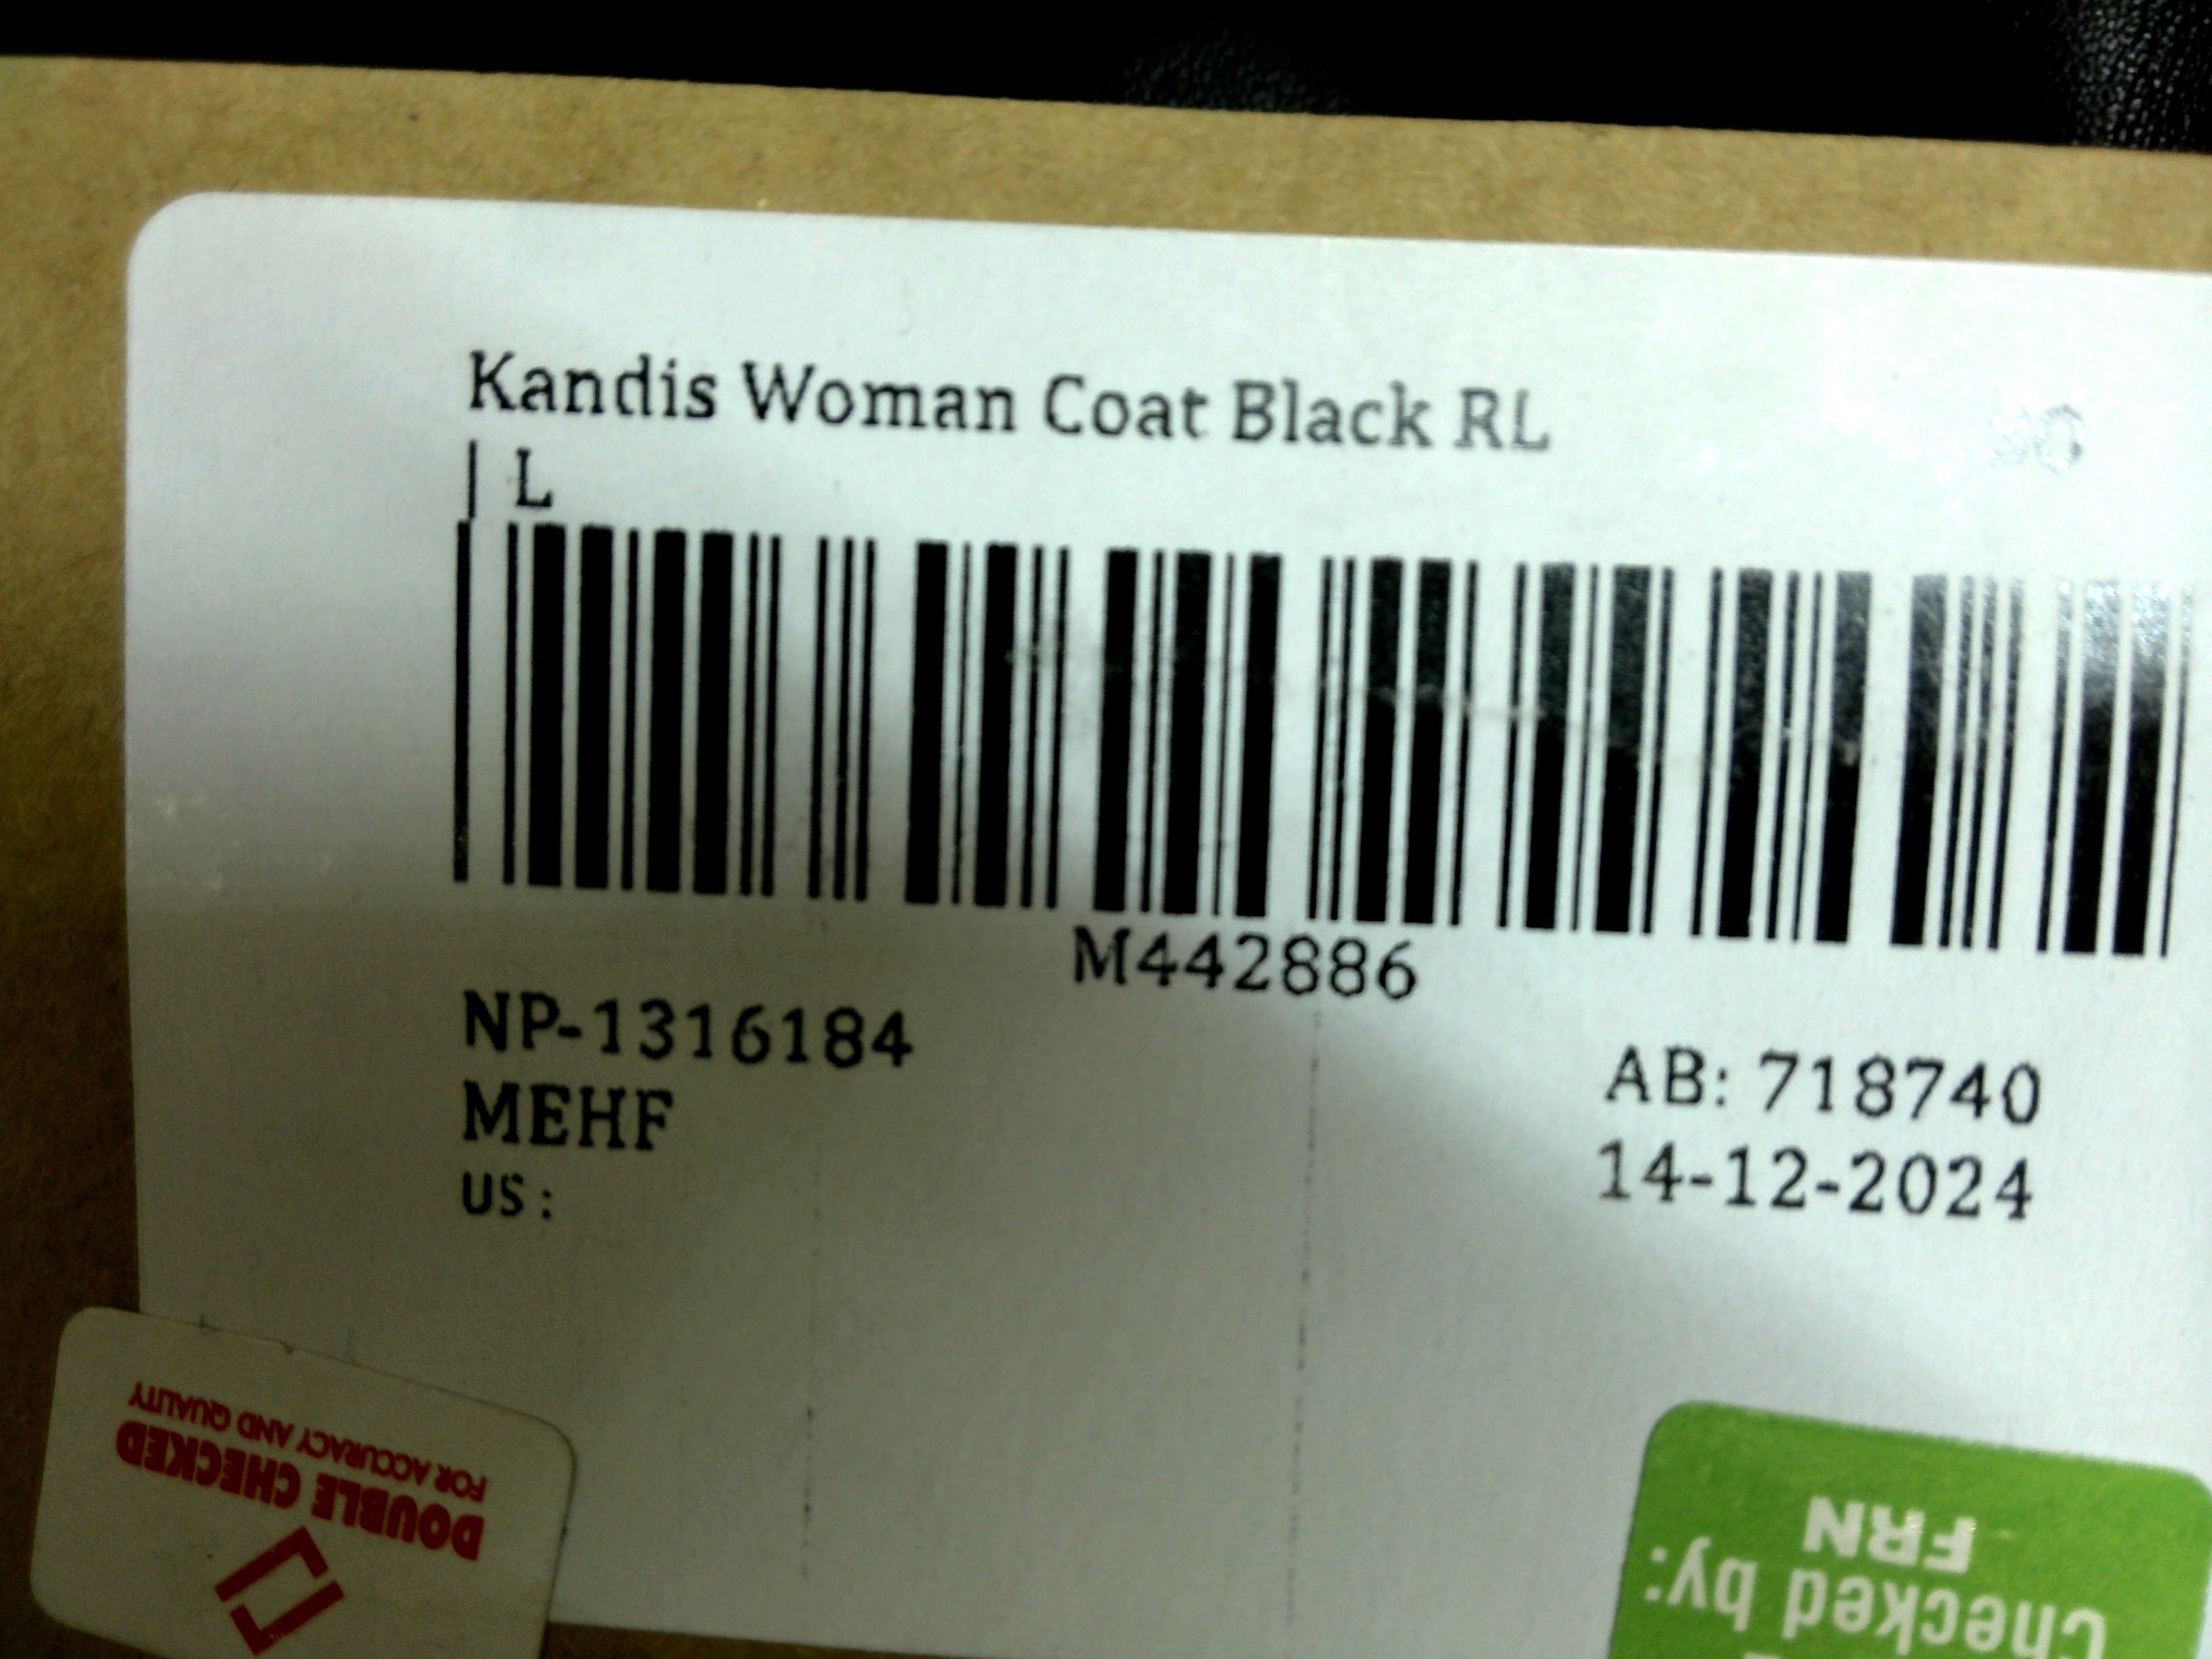 Kandis Woman Coat Black RL
| L
M442886
NP-1316184
MEHF
US :
AB: 718740
14-12-2024
DOUBLE CHECKED
FOR ACCURACY AND QUALITY
Checked by:
FRN